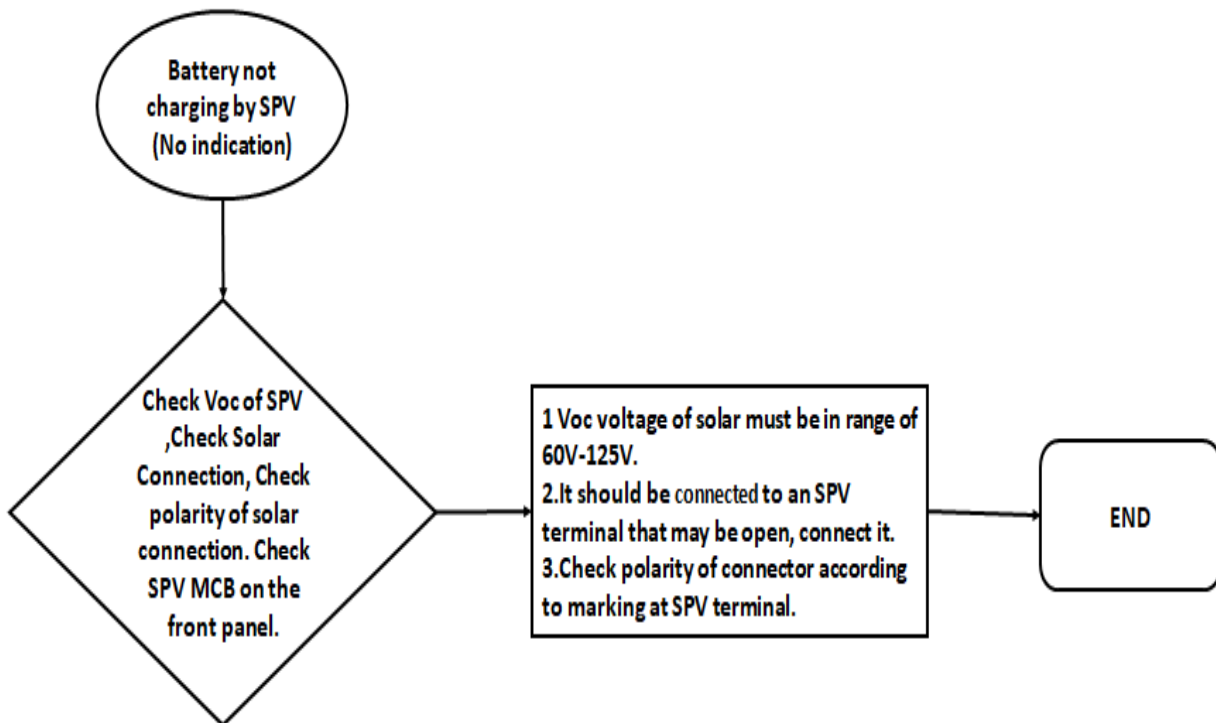 Battery not
charging by SPV
(No indication)
Check Voc of SPV
,Check Solar
Connection, Check
polarity of solar
connection. Check
SPV MCB on the
front panel.
1 Voc voltage of solar must be in range of
60V-125V.
2.It should be connected to an SPV
terminal that may be open, connect it.
3.Check polarity of connector according
to marking at SPV terminal.
END